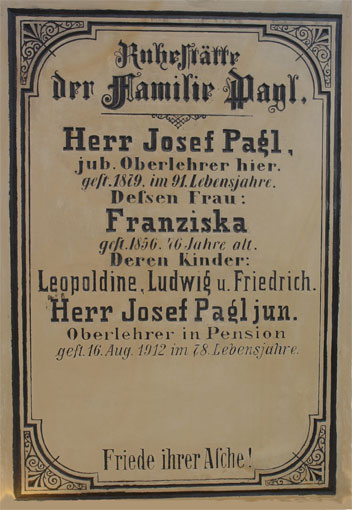 Ruheſtätte
der Familie Pagl.
Herr Josef Pagl,
jub. Oberlehrer hier.
geſt. 1879. im 91. Lebensjahre.
Deſsen Frau:
Franziska
geſt. 1856. 76 Jahre alt.
Deren Kinder:
Leopoldine, Ludwig u. Friedrich.
Herr Josef Pagl jun.
Oberlehrer in Pension
geſt. 16. Aug. 1912 im 78. Lebensjahre.
Friede ihrer Aſche!